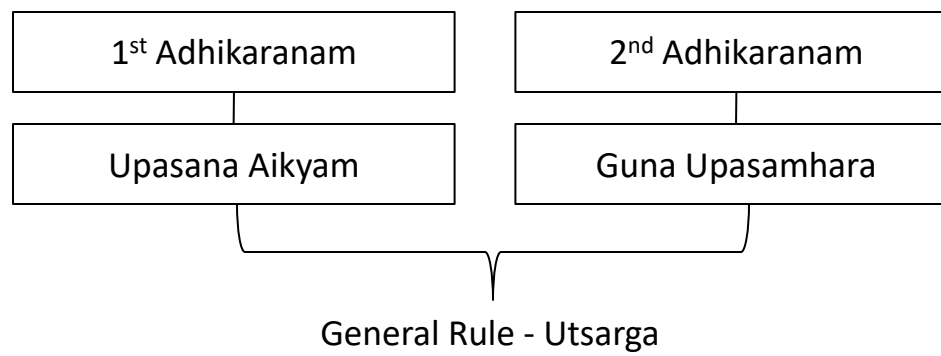 1st Adhikaranam
2nd Adhikaranam
Upasana Aikyam
Guna Upasamhara
General Rule - Utsarga